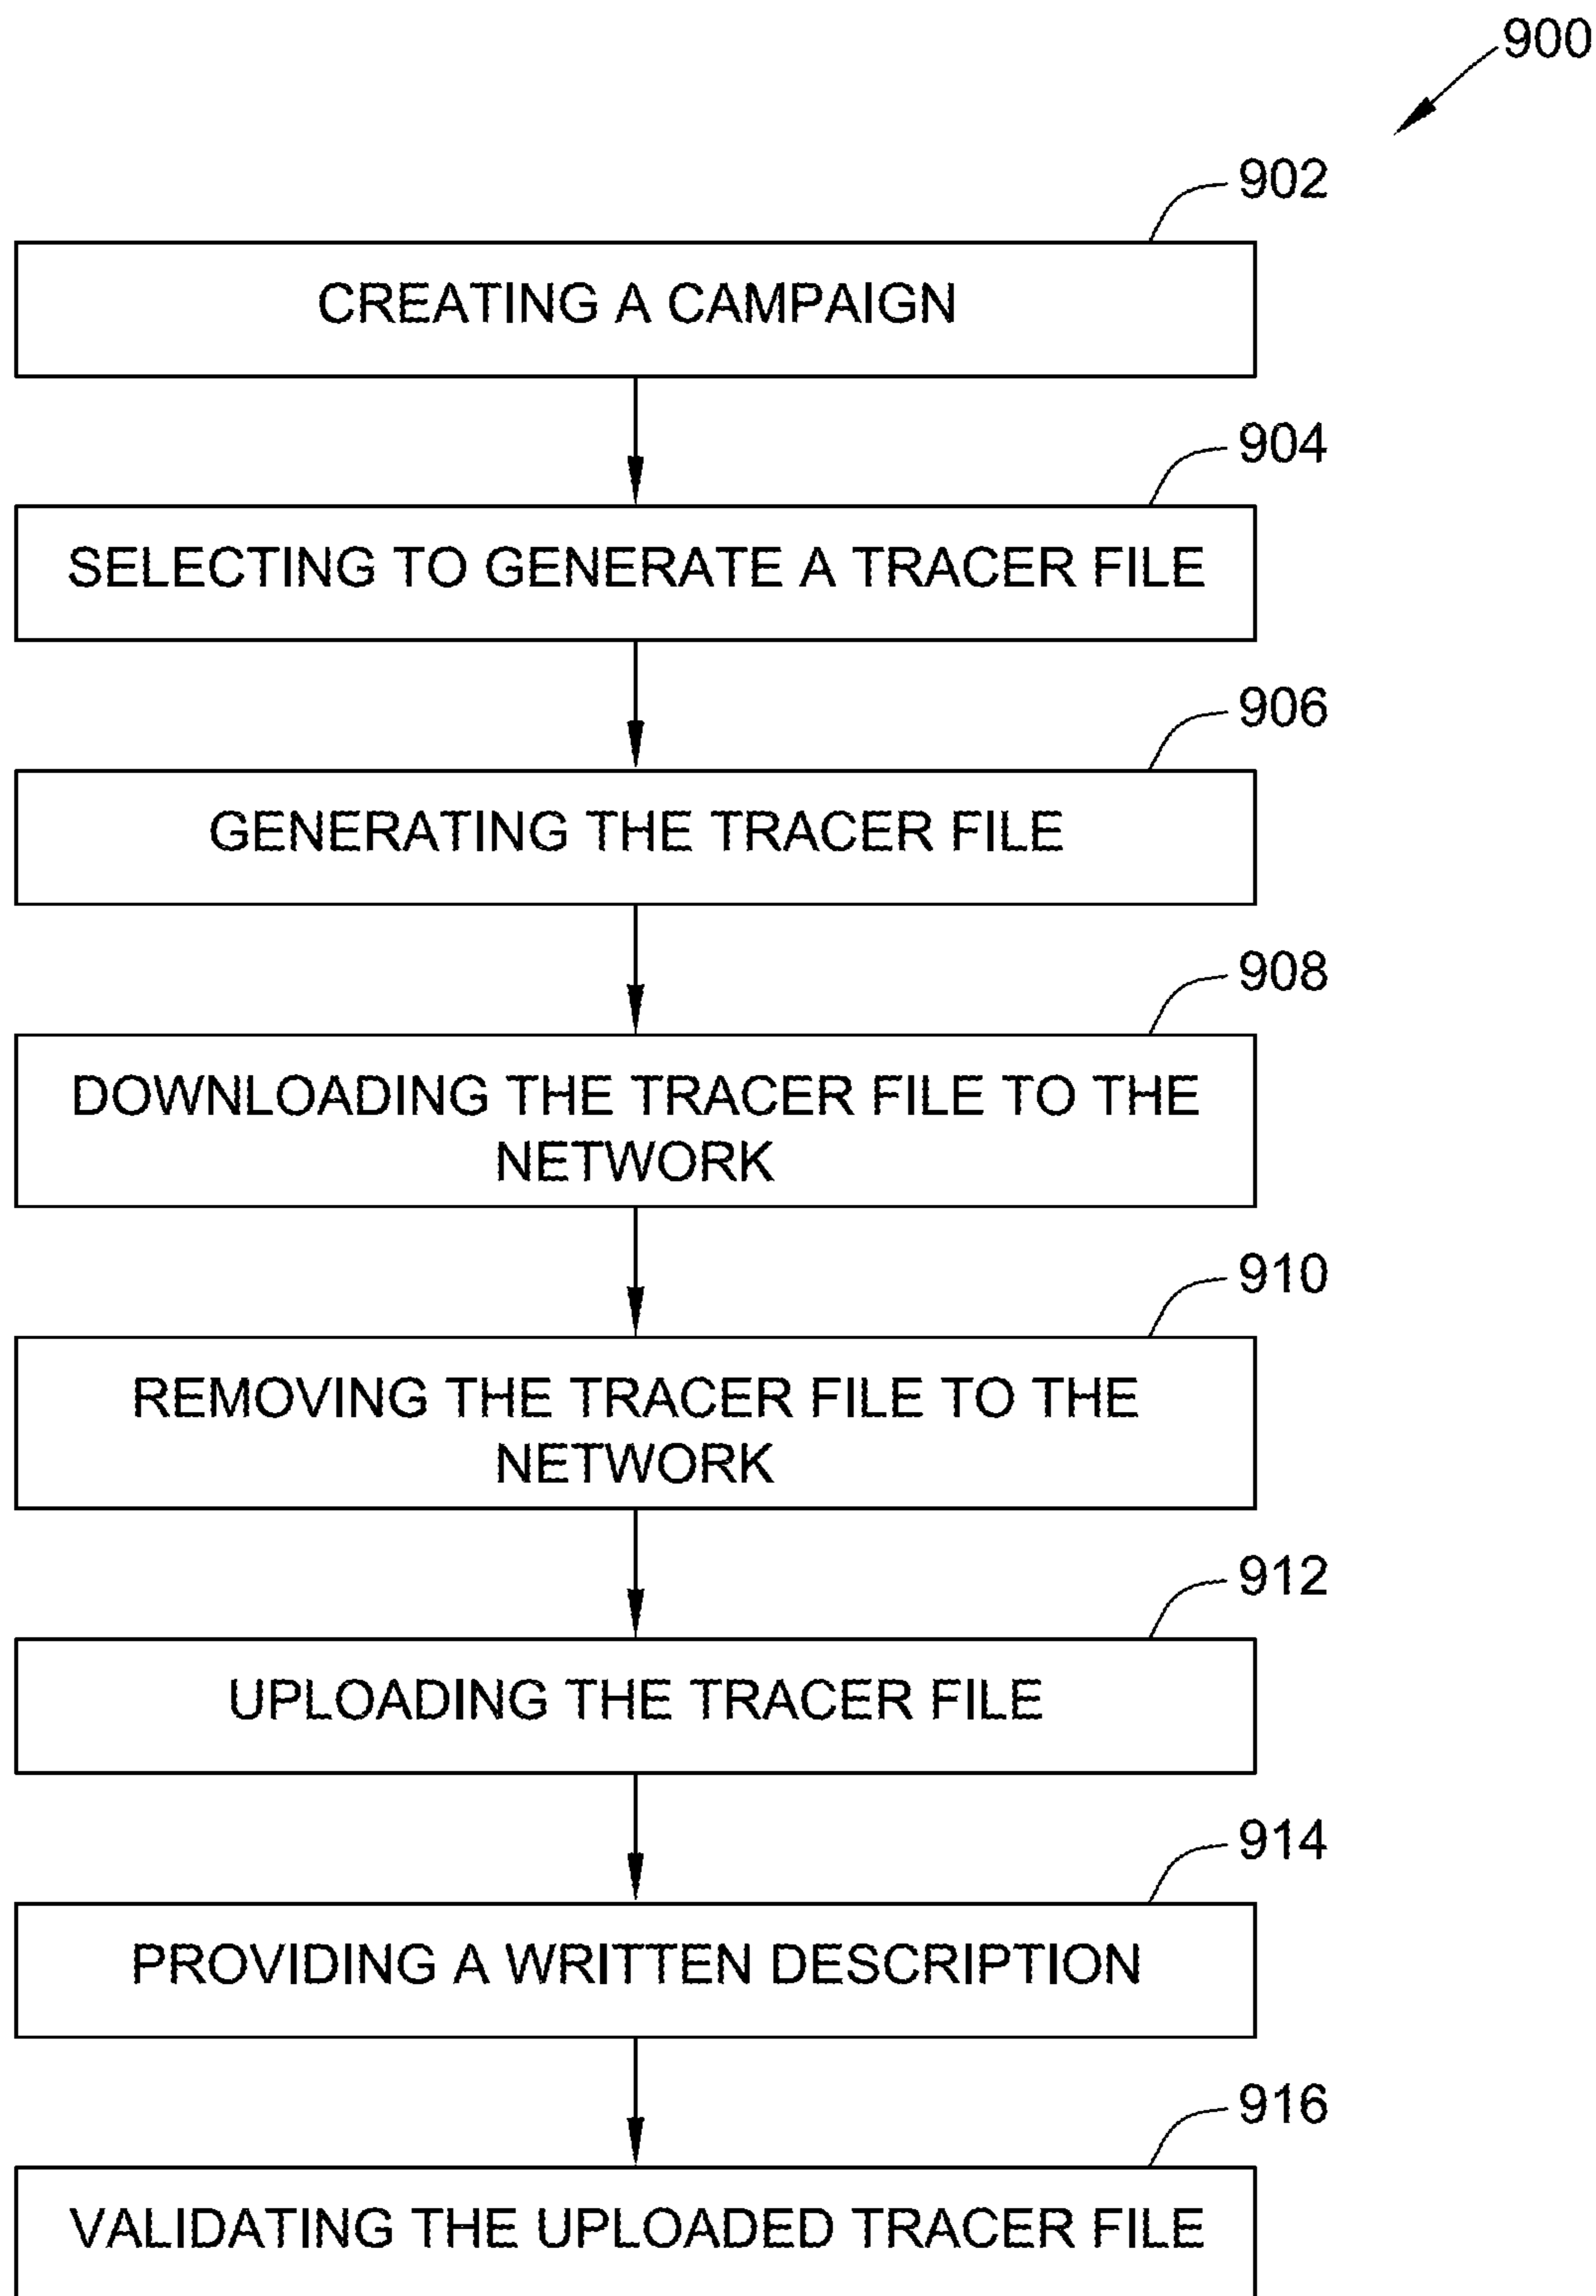 900
902
CREATING A CAMPAIGN
904
SELECTING TO GENERATE A TRACER FILE
906
GENERATING THE TRACER FILE
908
DOWNLOADING THE TRACER FILE TO THE
NETWORK
910
REMOVING THE TRACER FILE TO THE
NETWORK
912
UPLOADING THE TRACER FILE
914
PROVIDING A WRITTEN DESCRIPTION
916
VALIDATING THE UPLOADED TRACER FILE